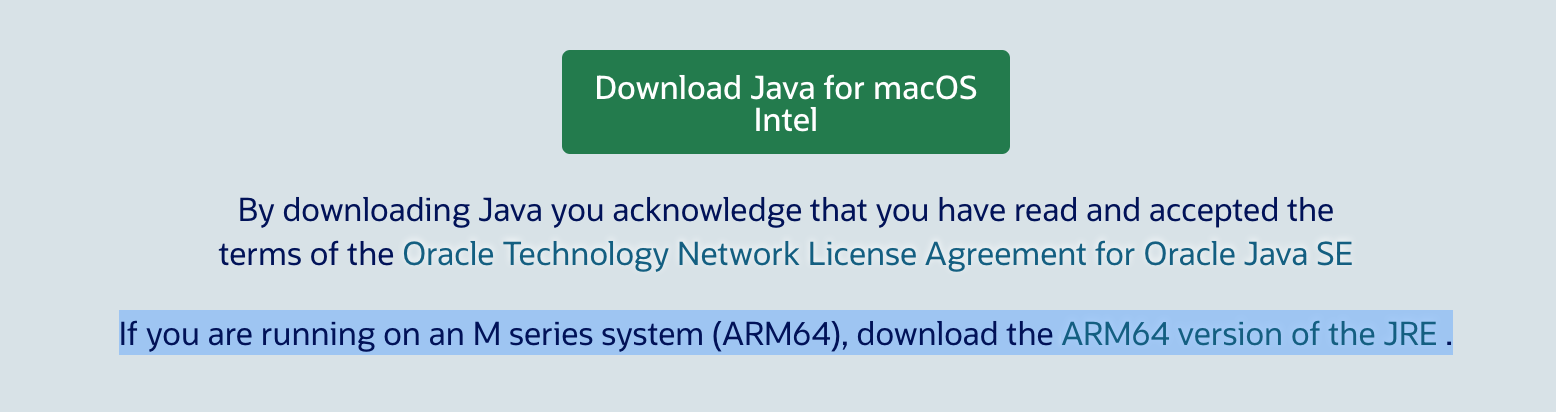 Download Java for macOS
Intel
By downloading Java you acknowledge that you have read and accepted the
terms of the Oracle Technology Network License Agreement for Oracle Java SE
If you are running on an M series system (ARM64), download the ARM64 version of the JRE .